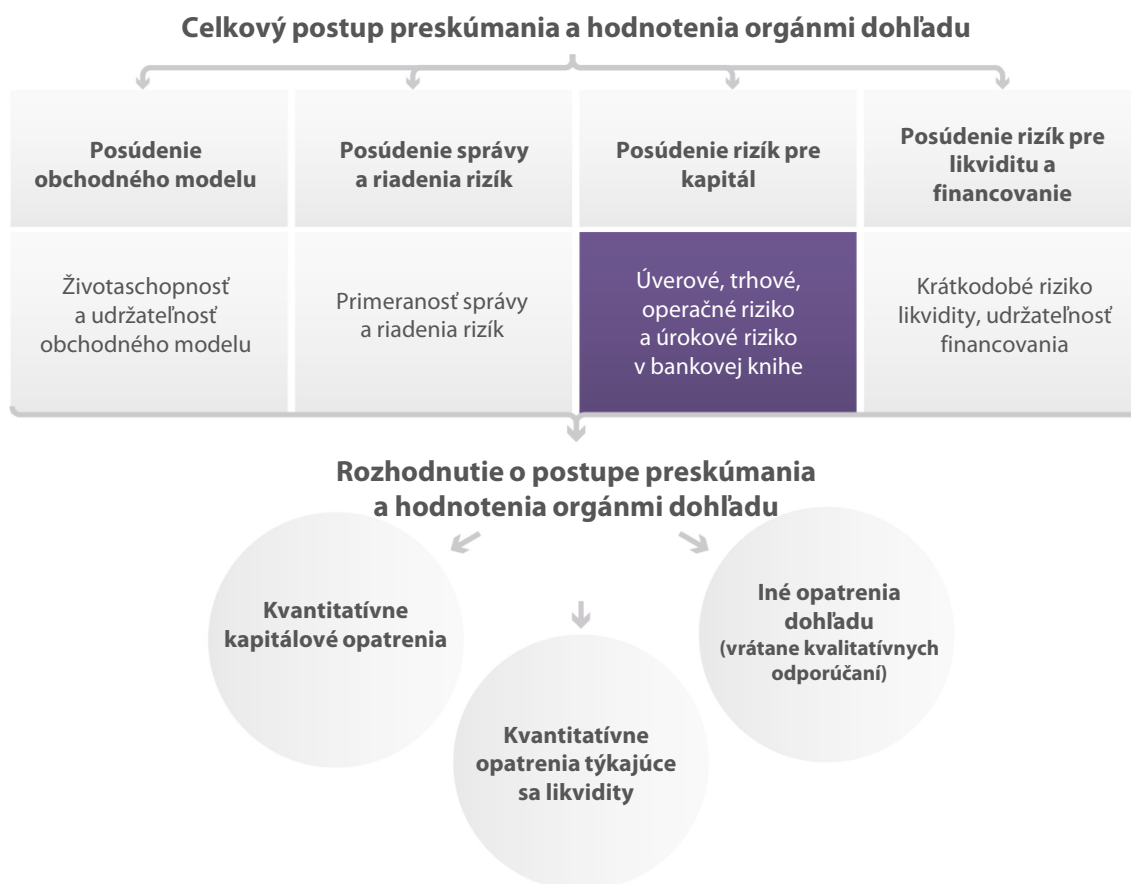 Celkový postup preskúmania a hodnotenia orgánmi dohľadu
Posúdenie
obchodného modelu
Posúdenie správy
a riadenia rizík
Posúdenie rizík pre
kapitál
Posúdenie rizík pre
likviditu a
financovanie
Životaschopnosť
a udržateľnosť
obchodného modelu
Primeranosť správy
a riadenia rizík
Úverové, trhové,
operačné riziko
a úrokové riziko
v bankovej knihe
Krátkodobé riziko
likvidity, udržateľnosť
financovania
Rozhodnutie o postupe preskúmania
a hodnotenia orgánmi dohľadu
Kvantitatívne
kapitálové opatrenia
Kvantitatívne
opatrenia týkajúce
sa likvidity
Iné opatrenia
dohľadu
(vrátane kvalitatívnych
odporúčaní)